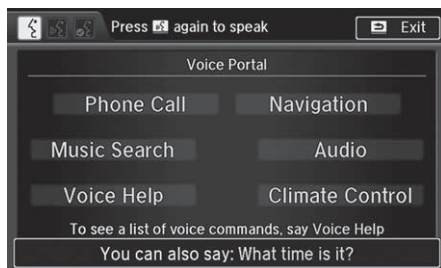 Press again to speak
Exit
Voice Portal
Phone Call
Navigation
Music Search
Audio
Voice Help
Climate Control
To see a list of voice commands, say Voice Help
You can also say: What time is it?